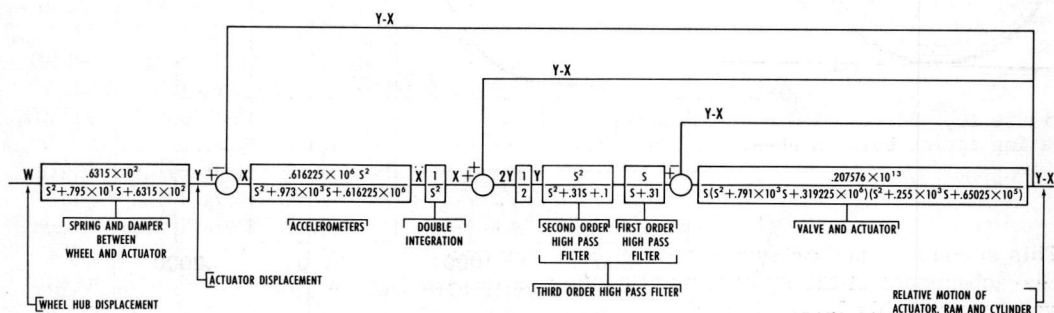 Y-X
Y-X
Y-X
W
.6315×10²
S²+.795×10¹S+.6315×10²
Y
+
−
X
.616225×10⁶ S²
S²+.973×10³S+.616225×10⁶
Ẍ
1
S²
X
+
+
2Y
1
2
Y
S²
S²+.31S+.1
S
S+.31
−
+
.207576×10¹³
S(S²+.791×10³S+.319225×10⁶)(S²+.255×10³S+.65025×10⁵)
Y-X
SPRING AND DAMPER
BETWEEN
WHEEL AND ACTUATOR
ACCELEROMETERS
DOUBLE
INTEGRATION
SECOND ORDER
HIGH PASS
FILTER
FIRST ORDER
HIGH PASS
FILTER
VALVE AND ACTUATOR
THIRD ORDER HIGH PASS FILTER
ACTUATOR DISPLACEMENT
WHEEL HUB DISPLACEMENT
RELATIVE MOTION OF
ACTUATOR, RAM AND CYLINDER